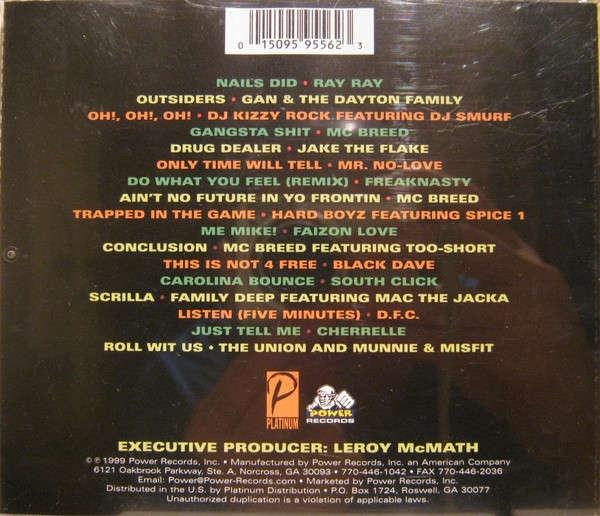 0 15095 95562 3
NAILS DID • RAY RAY
OUTSIDERS • GAN & THE DAYTON FAMILY
OH!, OH!, OH! • DJ KIZZY ROCK FEATURING DJ SMURF
GANGSTA SHIT • MC BREED
DRUG DEALER • JAKE THE FLAKE
ONLY TIME WILL TELL • MR. NO-LOVE
DO WHAT YOU FEEL (REMIX) • FREAKNASTY
AIN'T NO FUTURE IN YO FRONTIN • MC BREED
TRAPPED IN THE GAME • HARD BOYZ FEATURING SPICE 1
ME MIKE! • FAIZON LOVE
CONCLUSION • MC BREED FEATURING TOO-SHORT
THIS IS NOT 4 FREE • BLACK DAVE
CAROLINA BOUNCE • SOUTH CLICK
SCRILLA • FAMILY DEEP FEATURING MAC THE JACKA
LISTEN (FIVE MINUTES) • D.F.C.
JUST TELL ME • CHERRELLE
ROLL WIT US • THE UNION AND MUNNIE & MISFIT
P
PLATINUM
POWER
RECORDS
EXECUTIVE PRODUCER: LEROY McMATH
© ℗ 1999 Power Records, Inc. • Manufactured by Power Records, Inc. an American Company
6121 Oakbrook Parkway, Ste. A, Norcross, GA 30093 • 770-446-1042 • FAX 770-446-2036
Email: Power@Power-Records.com • Marketed by Power Records, Inc.
Distributed in the U.S. by Platinum Distribution • P.O. Box 1724, Roswell, GA 30077
Unauthorized duplication is a violation of applicable laws.